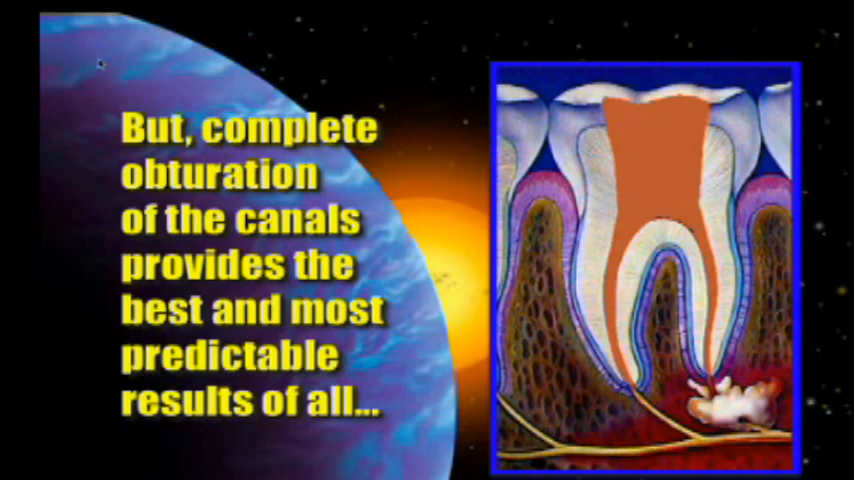 But, complete
obturation
of the canals
provides the
best and most
predictable
results of all...